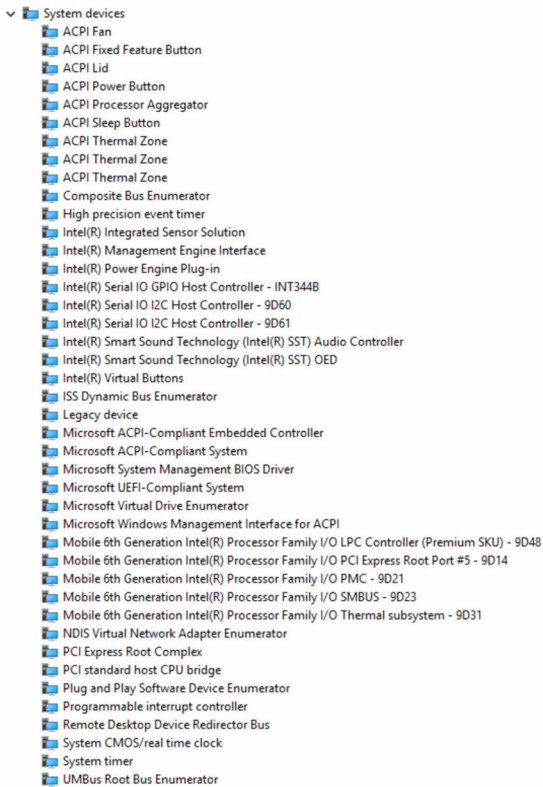 System devices
ACPI Fan
ACPI Fixed Feature Button
ACPI Lid
ACPI Power Button
ACPI Processor Aggregator
ACPI Sleep Button
ACPI Thermal Zone
ACPI Thermal Zone
ACPI Thermal Zone
Composite Bus Enumerator
High precision event timer
Intel(R) Integrated Sensor Solution
Intel(R) Management Engine Interface
Intel(R) Power Engine Plug-in
Intel(R) Serial IO GPIO Host Controller - INT344B
Intel(R) Serial IO I2C Host Controller - 9D60
Intel(R) Serial IO I2C Host Controller - 9D61
Intel(R) Smart Sound Technology (Intel(R) SST) Audio Controller
Intel(R) Smart Sound Technology (Intel(R) SST) OED
Intel(R) Virtual Buttons
ISS Dynamic Bus Enumerator
Legacy device
Microsoft ACPI-Compliant Embedded Controller
Microsoft ACPI-Compliant System
Microsoft System Management BIOS Driver
Microsoft UEFI-Compliant System
Microsoft Virtual Drive Enumerator
Microsoft Windows Management Interface for ACPI
Mobile 6th Generation Intel(R) Processor Family I/O LPC Controller (Premium SKU) - 9D48
Mobile 6th Generation Intel(R) Processor Family I/O PCI Express Root Port #5 - 9D14
Mobile 6th Generation Intel(R) Processor Family I/O PMC - 9D21
Mobile 6th Generation Intel(R) Processor Family I/O SMBUS - 9D23
Mobile 6th Generation Intel(R) Processor Family I/O Thermal subsystem - 9D31
NDIS Virtual Network Adapter Enumerator
PCI Express Root Complex
PCI standard host CPU bridge
Plug and Play Software Device Enumerator
Programmable interrupt controller
Remote Desktop Device Redirector Bus
System CMOS/real time clock
System timer
UMBus Root Bus Enumerator